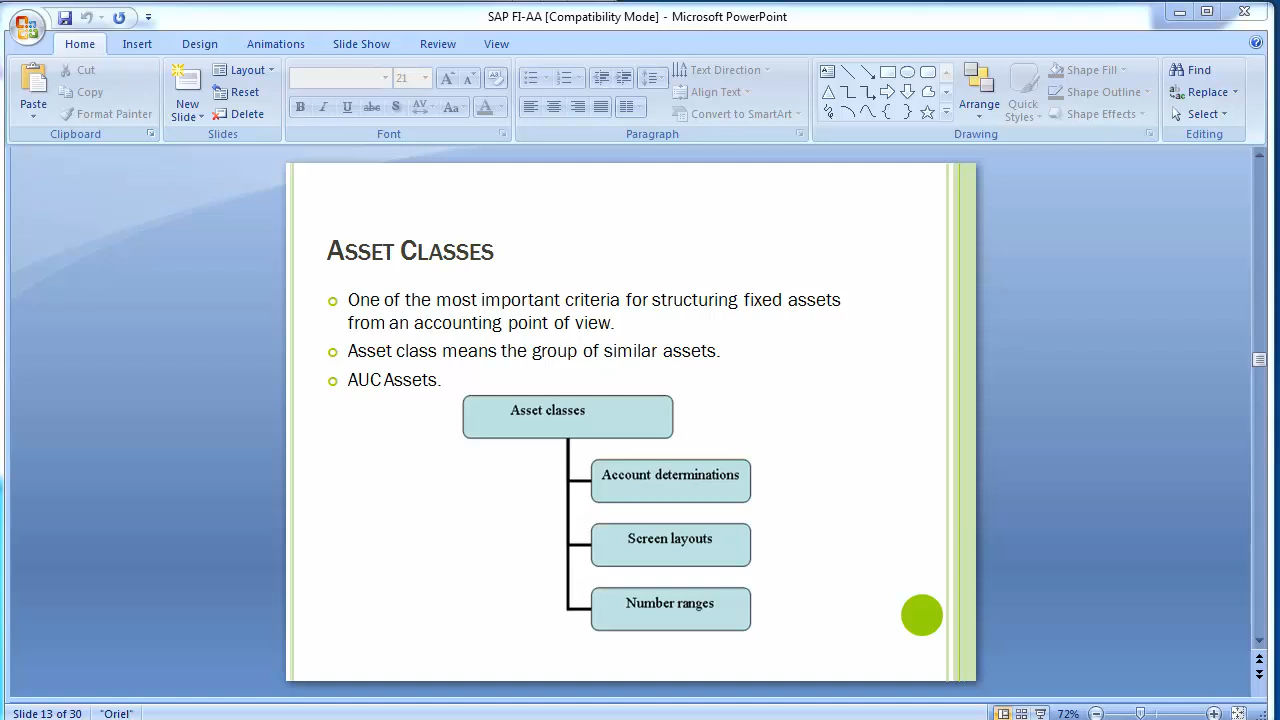 SAP FI-AA [Compatibility Mode] - Microsoft PowerPoint
Home Insert Design Animations Slide Show Review View
Paste
Cut
Copy
Format Painter
Clipboard
New
Slide
Layout
Reset
Delete
Slides
21
B I U abc S AV Aa A
Font
Text Direction
Align Text
Convert to SmartArt
Paragraph
Arrange
Quick
Styles
Shape Fill
Shape Outline
Shape Effects
Drawing
Find
Replace
Select
Editing
ASSET CLASSES
One of the most important criteria for structuring fixed assets
from an accounting point of view.
Asset class means the group of similar assets.
AUC Assets.
Asset classes
Account determinations
Screen layouts
Number ranges
Slide 13 of 30 "Oriel" 72%